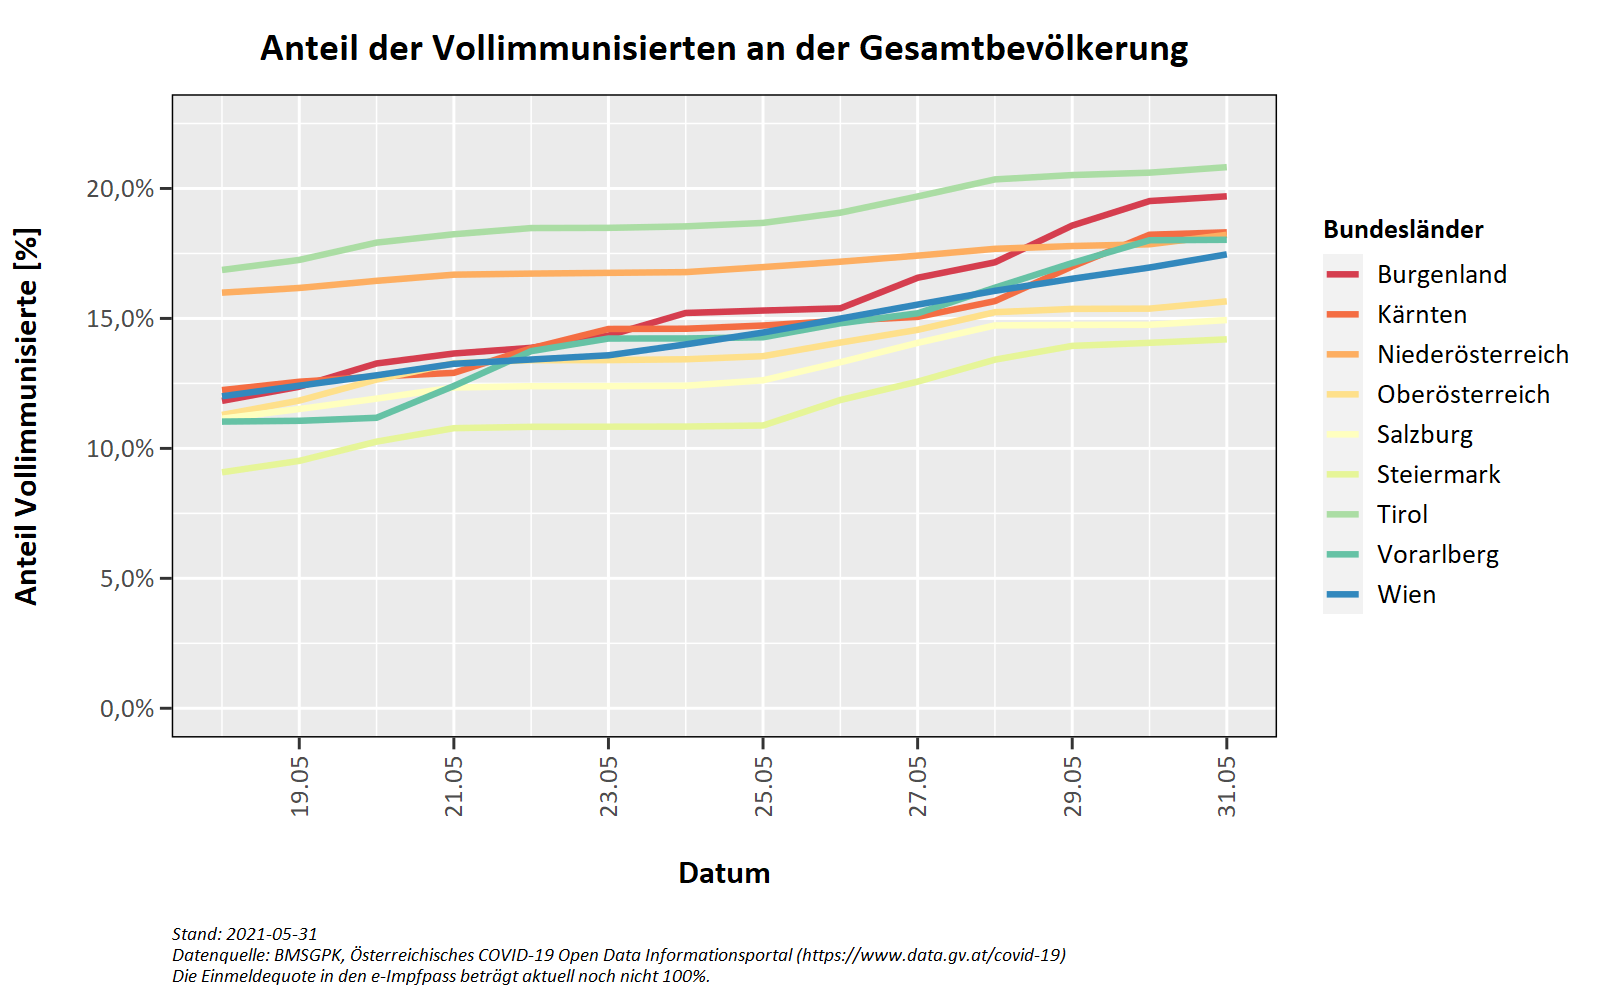 Anteil der Vollimmunisierten an der Gesamtbevölkerung
Anteil Vollimmunisierte [%]
20,0%
15,0%
10,0%
5,0%
0,0%
19.05
21.05
23.05
25.05
27.05
29.05
31.05
Datum
Bundesländer
Burgenland
Kärnten
Niederösterreich
Oberösterreich
Salzburg
Steiermark
Tirol
Vorarlberg
Wien
Stand: 2021-05-31
Datenquelle: BMSGPK, Österreichisches COVID-19 Open Data Informationsportal (https://www.data.gv.at/covid-19)
Die Einmeldequote in den e-Impfpass beträgt aktuell noch nicht 100%.